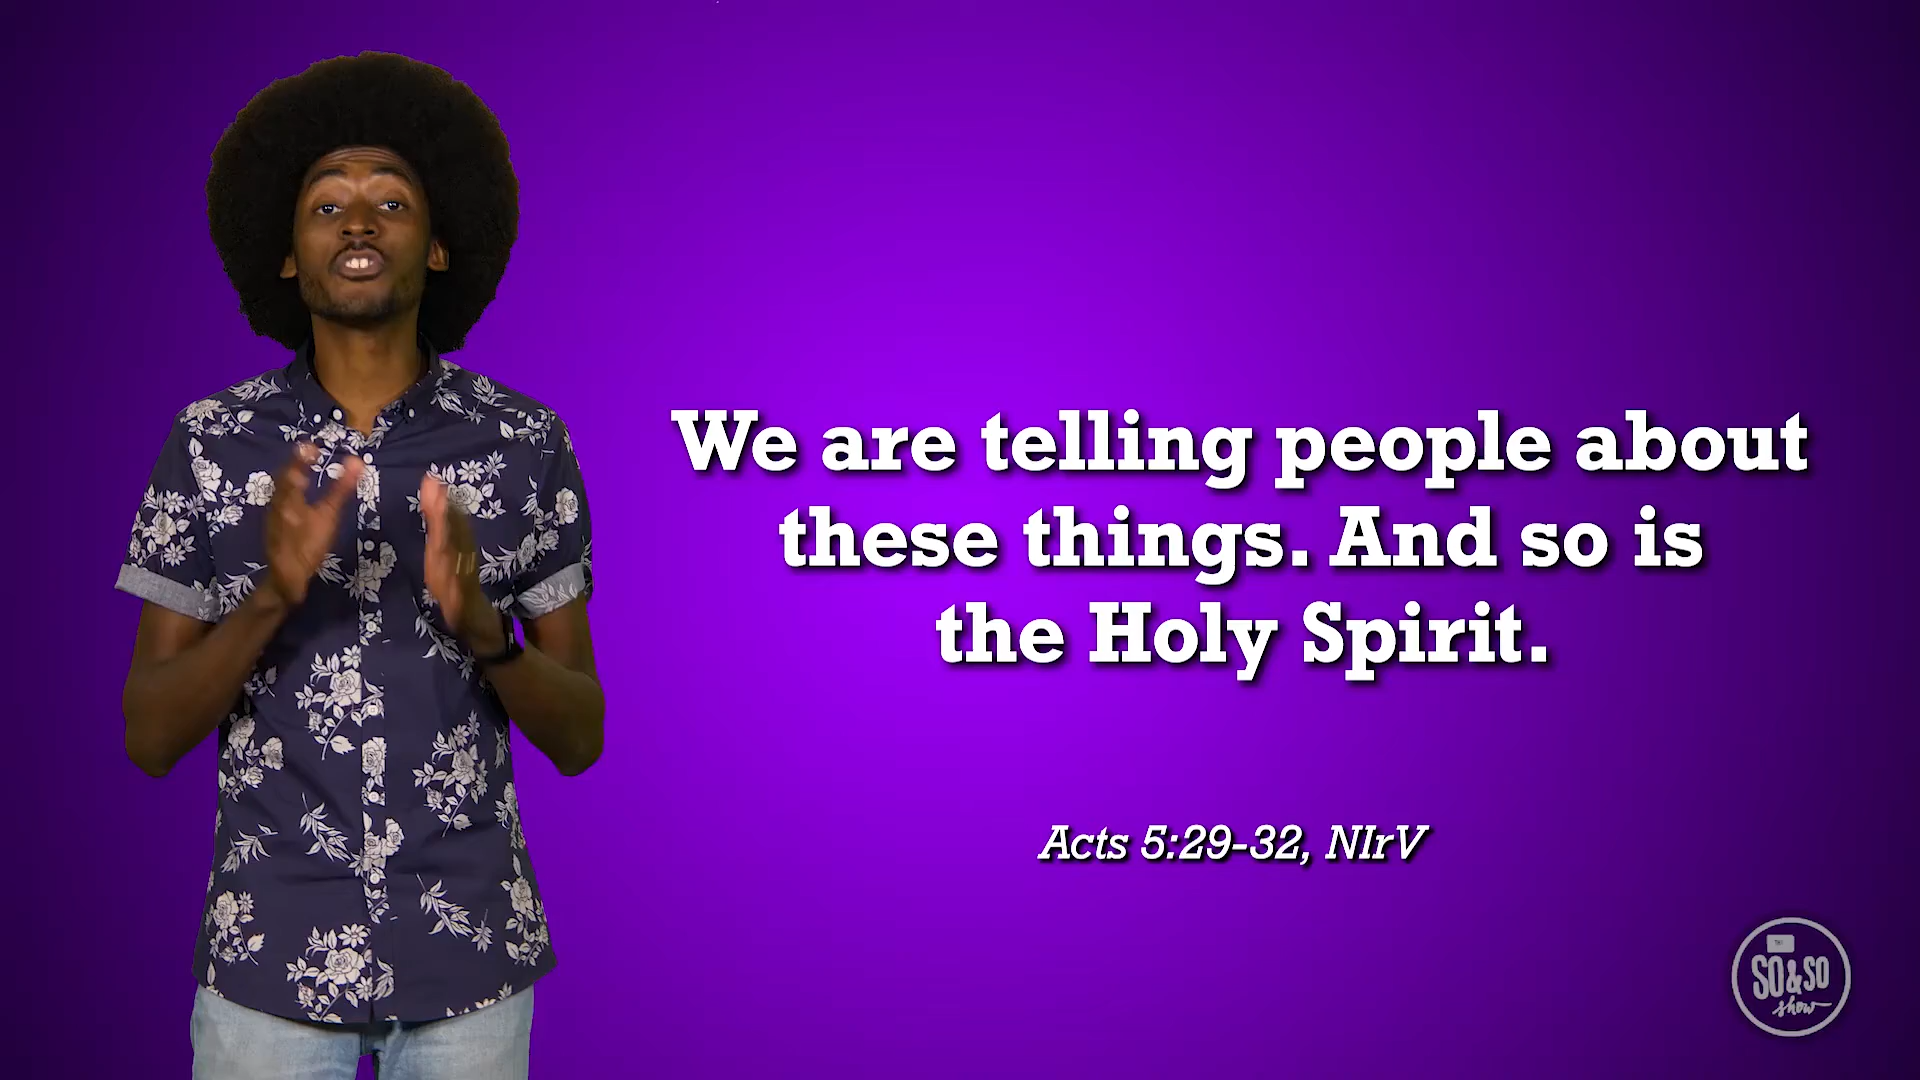 We are telling people about
these things. And so is
the Holy Spirit.
Acts 5:29-32, NIrV
SO & SO
show